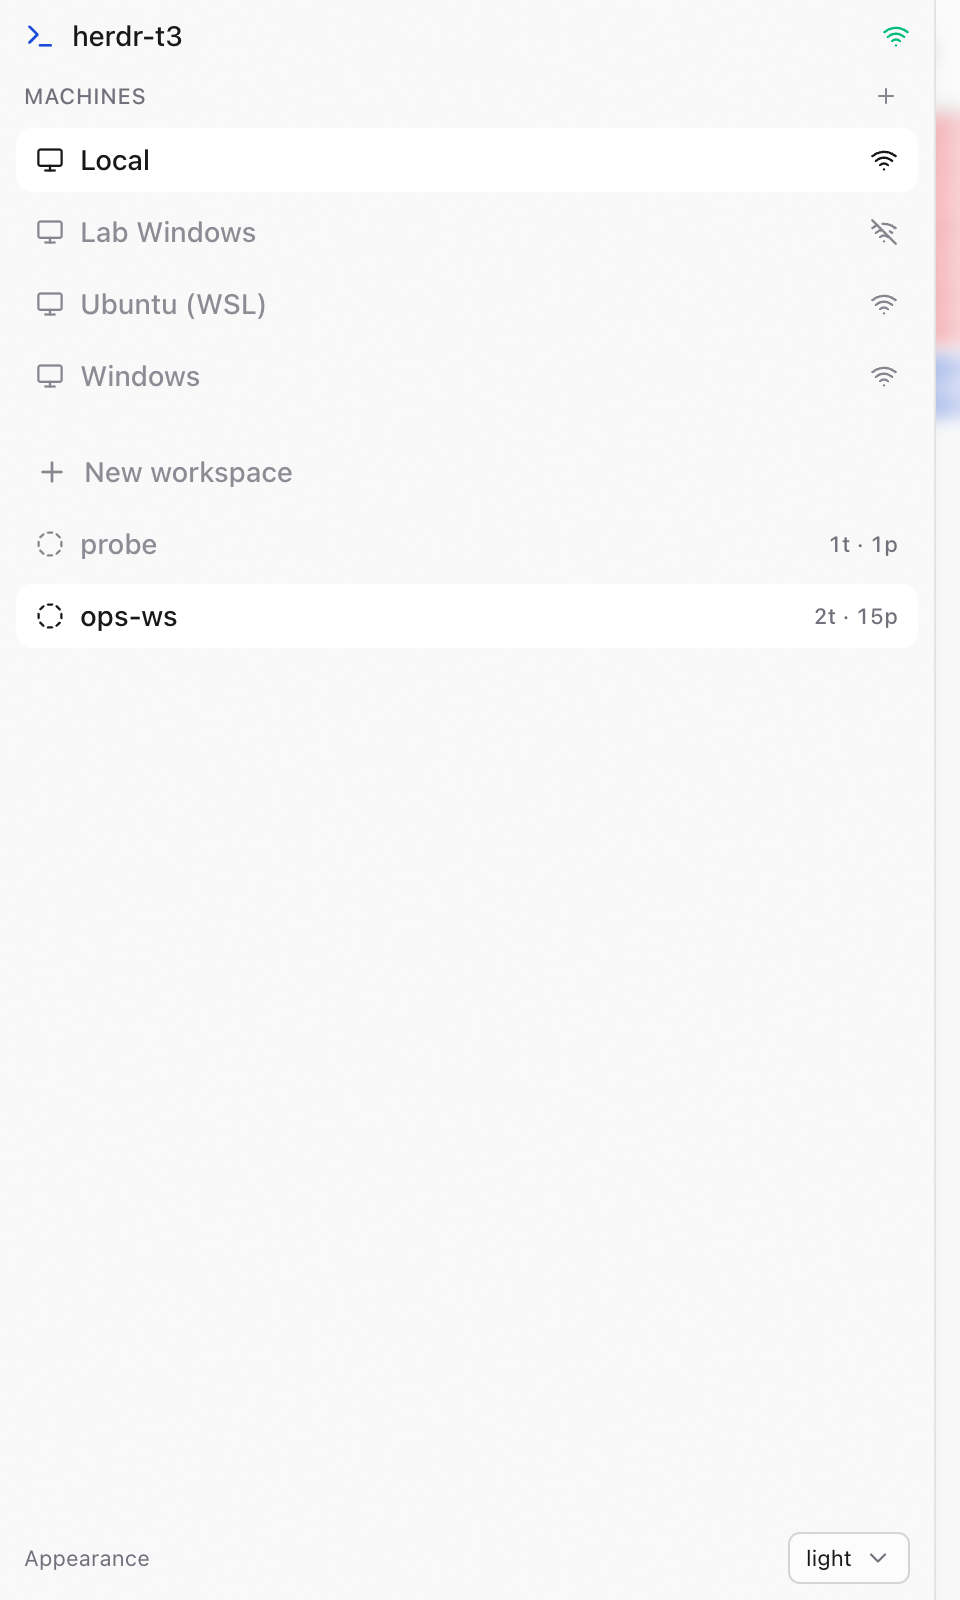 herdr-t3
MACHINES
Local
Lab Windows
Ubuntu (WSL)
Windows
New workspace
probe 1t · 1p
ops-ws 2t · 15p
Appearance light